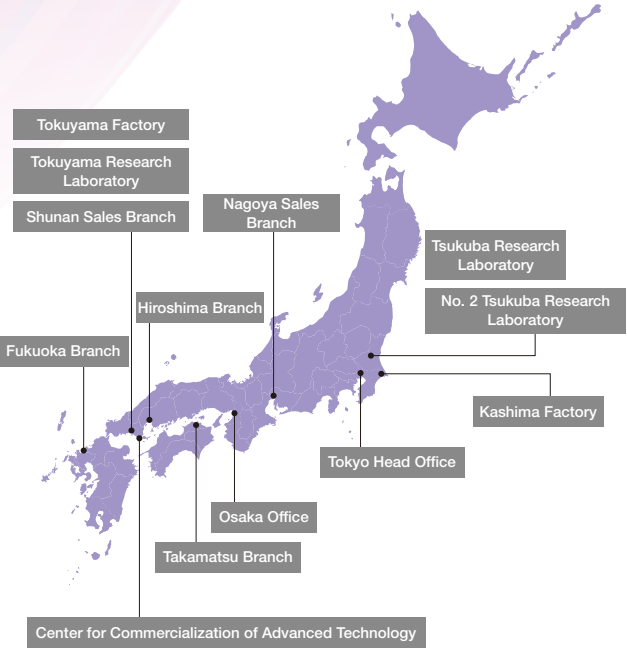 Tokuyama Factory
Tokuyama Research
Laboratory
Shunan Sales Branch
Nagoya Sales
Branch
Tsukuba Research
Laboratory
No. 2 Tsukuba Research
Laboratory
Hiroshima Branch
Fukuoka Branch
Kashima Factory
Tokyo Head Office
Osaka Office
Takamatsu Branch
Center for Commercialization of Advanced Technology